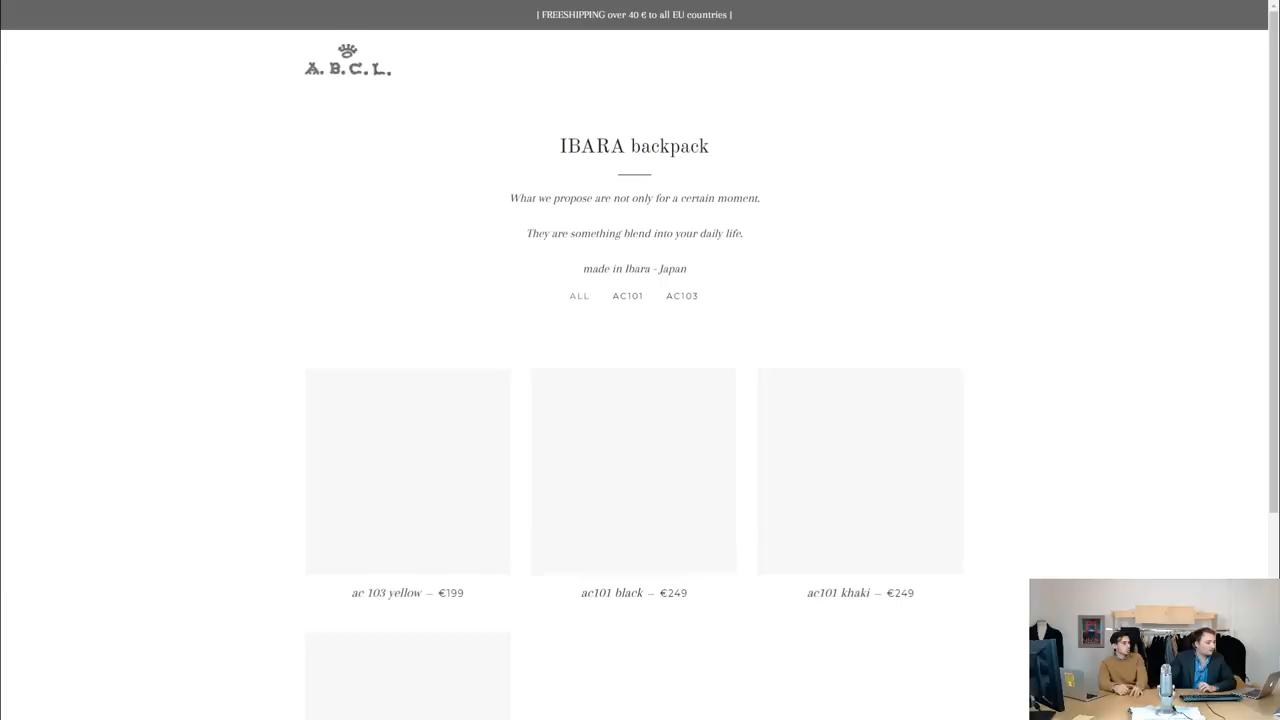 | FREESHIPPING over 40 € to all EU countries |
A.B.C.L.
IBARA backpack
What we propose are not only for a certain moment.
They are something blend into your daily life.
made in Ibara - Japan
ALL AC101 AC103
ac 103 yellow — €199
ac101 black — €249
ac101 khaki — €249